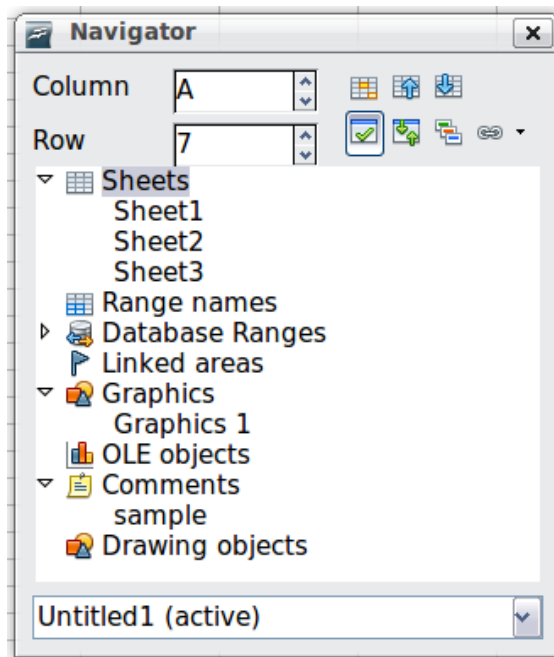 Navigator
Column A
Row 7
Sheets
Sheet1
Sheet2
Sheet3
Range names
Database Ranges
Linked areas
Graphics
Graphics 1
OLE objects
Comments
sample
Drawing objects
Untitled1 (active)